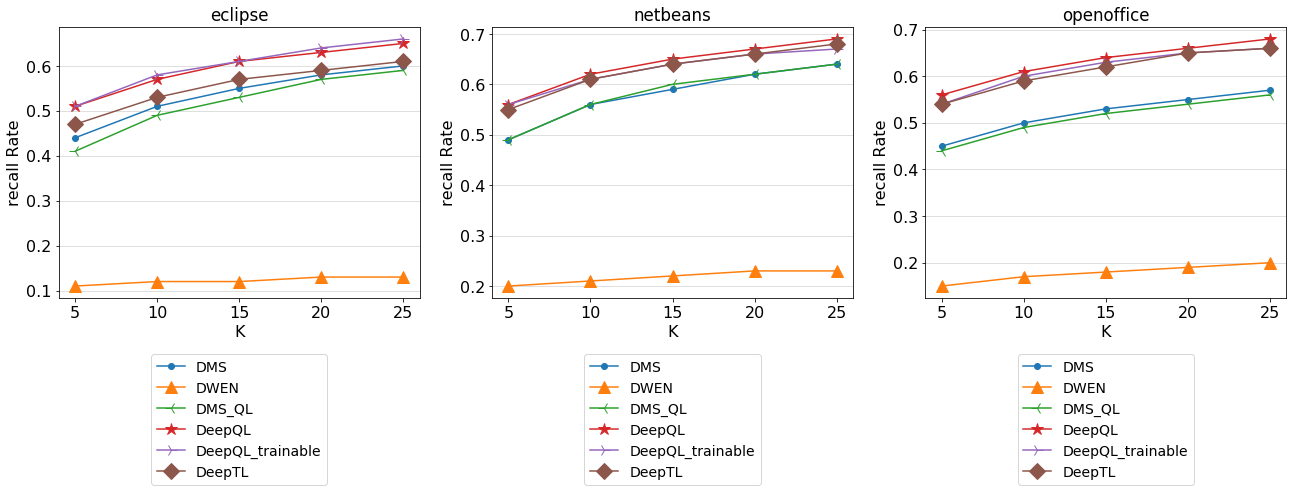 eclipse
recall Rate
0.6
0.5
0.4
0.3
0.2
0.1
5 10 15 20 25
K
DMS
DWEN
DMS_QL
DeepQL
DeepQL_trainable
DeepTL
netbeans
recall Rate
0.7
0.6
0.5
0.4
0.3
0.2
5 10 15 20 25
K
DMS
DWEN
DMS_QL
DeepQL
DeepQL_trainable
DeepTL
openoffice
recall Rate
0.7
0.6
0.5
0.4
0.3
0.2
5 10 15 20 25
K
DMS
DWEN
DMS_QL
DeepQL
DeepQL_trainable
DeepTL